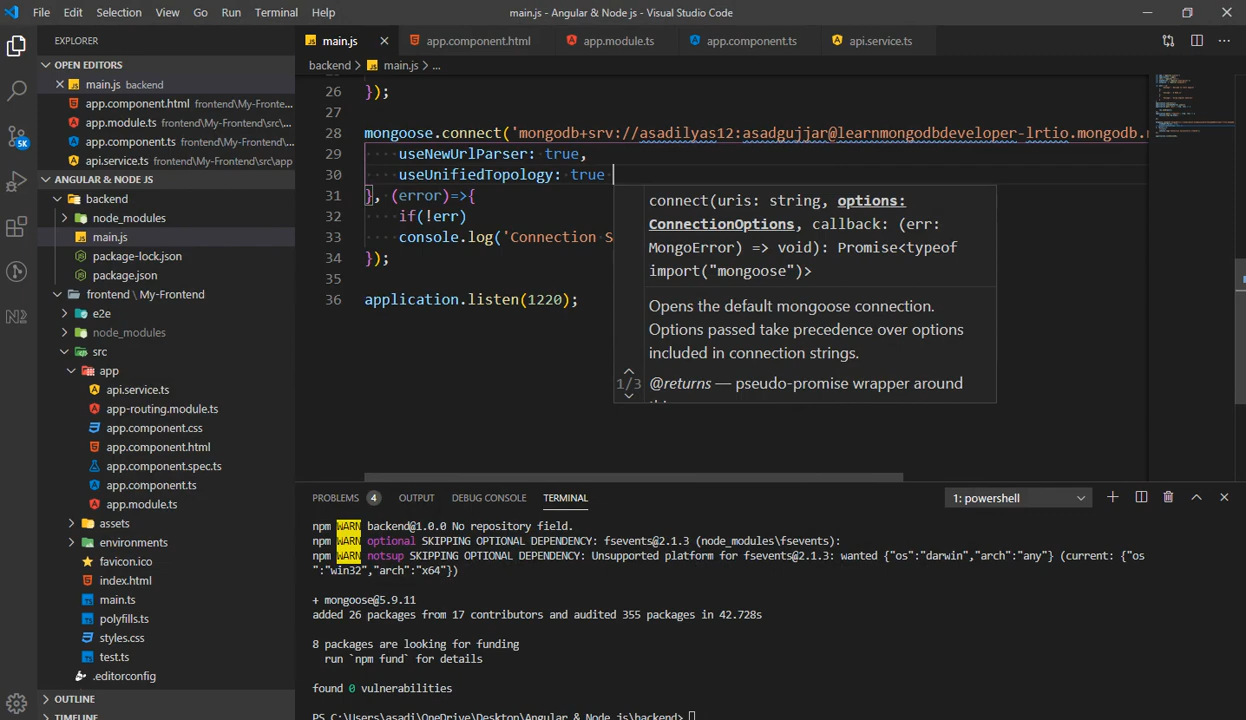 File Edit Selection View Go Run Terminal Help
main.js - Angular & Node js - Visual Studio Code
EXPLORER
OPEN EDITORS
main.js backend
app.component.html frontend\My-Fronte...
app.module.ts frontend\My-Frontend\src\...
app.component.ts frontend\My-Frontend...
api.service.ts frontend\My-Frontend\src\app
ANGULAR & NODE JS
backend
node_modules
main.js
package-lock.json
package.json
frontend \ My-Frontend
e2e
node_modules
src
app
api.service.ts
app-routing.module.ts
app.component.css
app.component.html
app.component.spec.ts
app.component.ts
app.module.ts
assets
environments
favicon.ico
index.html
main.ts
polyfills.ts
styles.css
test.ts
.editorconfig
OUTLINE
TIMELINE
5K
main.js app.component.html app.module.ts app.component.ts api.service.ts
backend > main.js > ...
26 });
27
28 mongoose.connect('mongodb+srv://asadilyas12:asadgujjar@learnmongodbdeveloper-lrtio.mongodb.
29 useNewUrlParser: true,
30 useUnifiedTopology: true
31 }, (error)=>{
32 if(!err)
33 console.log('Connection S
34 });
35
36 application.listen(1220);
connect(uris: string, options:
ConnectionOptions, callback: (err:
MongoError) => void): Promise<typeof
import("mongoose")>
Opens the default mongoose connection.
Options passed take precedence over options
included in connection strings.
1/3
@returns — pseudo-promise wrapper around
PROBLEMS 4 OUTPUT DEBUG CONSOLE TERMINAL
1: powershell
npm WARN backend@1.0.0 No repository field.
npm WARN optional SKIPPING OPTIONAL DEPENDENCY: fsevents@2.1.3 (node_modules\fsevents):
npm WARN notsup SKIPPING OPTIONAL DEPENDENCY: Unsupported platform for fsevents@2.1.3: wanted {"os":"darwin","arch":"any"} (current: {"os
":"win32","arch":"x64"})
+ mongoose@5.9.11
added 26 packages from 17 contributors and audited 355 packages in 42.728s
8 packages are looking for funding
run `npm fund` for details
found 0 vulnerabilities
PS C:\Users\asadi\OneDrive\Desktop\Angular & Node js\backend>